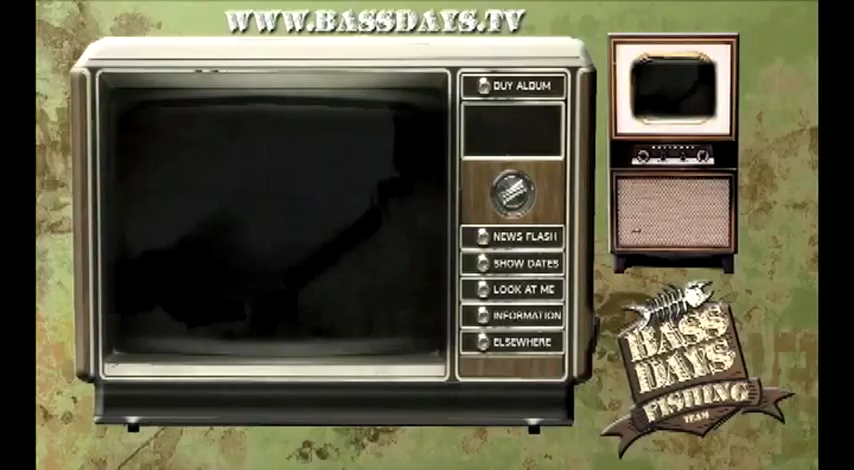 WWW.BASSDAYS.TV
BUY ALBUM
NEWS FLASH
SHOW DATES
LOOK AT ME
INFORMATION
ELSEWHERE
BASS
DAYS
FISHING
TEAM